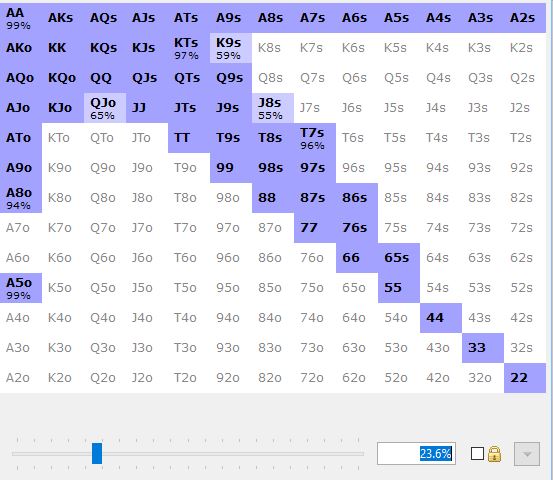 AA AKs AQs AJs ATs A9s A8s A7s A6s A5s A4s A3s A2s
99%
AKo KK KQs KJs KTs K9s K8s K7s K6s K5s K4s K3s K2s
97% 59%
AQo KQo QQ QJs QTs Q9s Q8s Q7s Q6s Q5s Q4s Q3s Q2s
AJo KJo QJo JJ JTs J9s J8s J7s J6s J5s J4s J3s J2s
65% 55%
ATo KTo QTo JTo TT T9s T8s T7s T6s T5s T4s T3s T2s
96%
A9o K9o Q9o J9o T9o 99 98s 97s 96s 95s 94s 93s 92s
A8o K8o Q8o J8o T8o 98o 88 87s 86s 85s 84s 83s 82s
94%
A7o K7o Q7o J7o T7o 97o 87o 77 76s 75s 74s 73s 72s
A6o K6o Q6o J6o T6o 96o 86o 76o 66 65s 64s 63s 62s
A5o K5o Q5o J5o T5o 95o 85o 75o 65o 55 54s 53s 52s
99%
A4o K4o Q4o J4o T4o 94o 84o 74o 64o 54o 44 43s 42s
A3o K3o Q3o J3o T3o 93o 83o 73o 63o 53o 43o 33 32s
A2o K2o Q2o J2o T2o 92o 82o 72o 62o 52o 42o 32o 22
23.6%